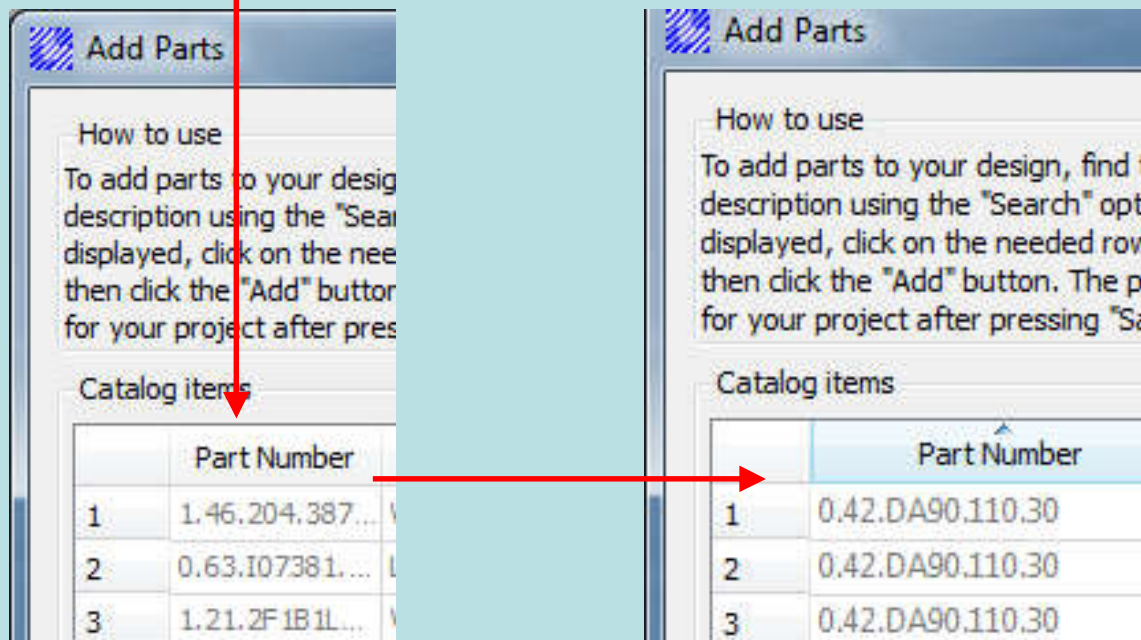 Add Parts
How to use
To add parts to your desig
description using the "Sear
displayed, click on the nee
then click the "Add" button
for your project after pres
Catalog items
Part Number
1 1.46.204.387...
2 0.63.I07381....
3 1.21.2F1B1L...
Add Parts
How to use
To add parts to your design, find t
description using the "Search" opt
displayed, click on the needed row
then click the "Add" button. The p
for your project after pressing "Sa
Catalog items
Part Number
1 0.42.DA90.110.30
2 0.42.DA90.110.30
3 0.42.DA90.110.30